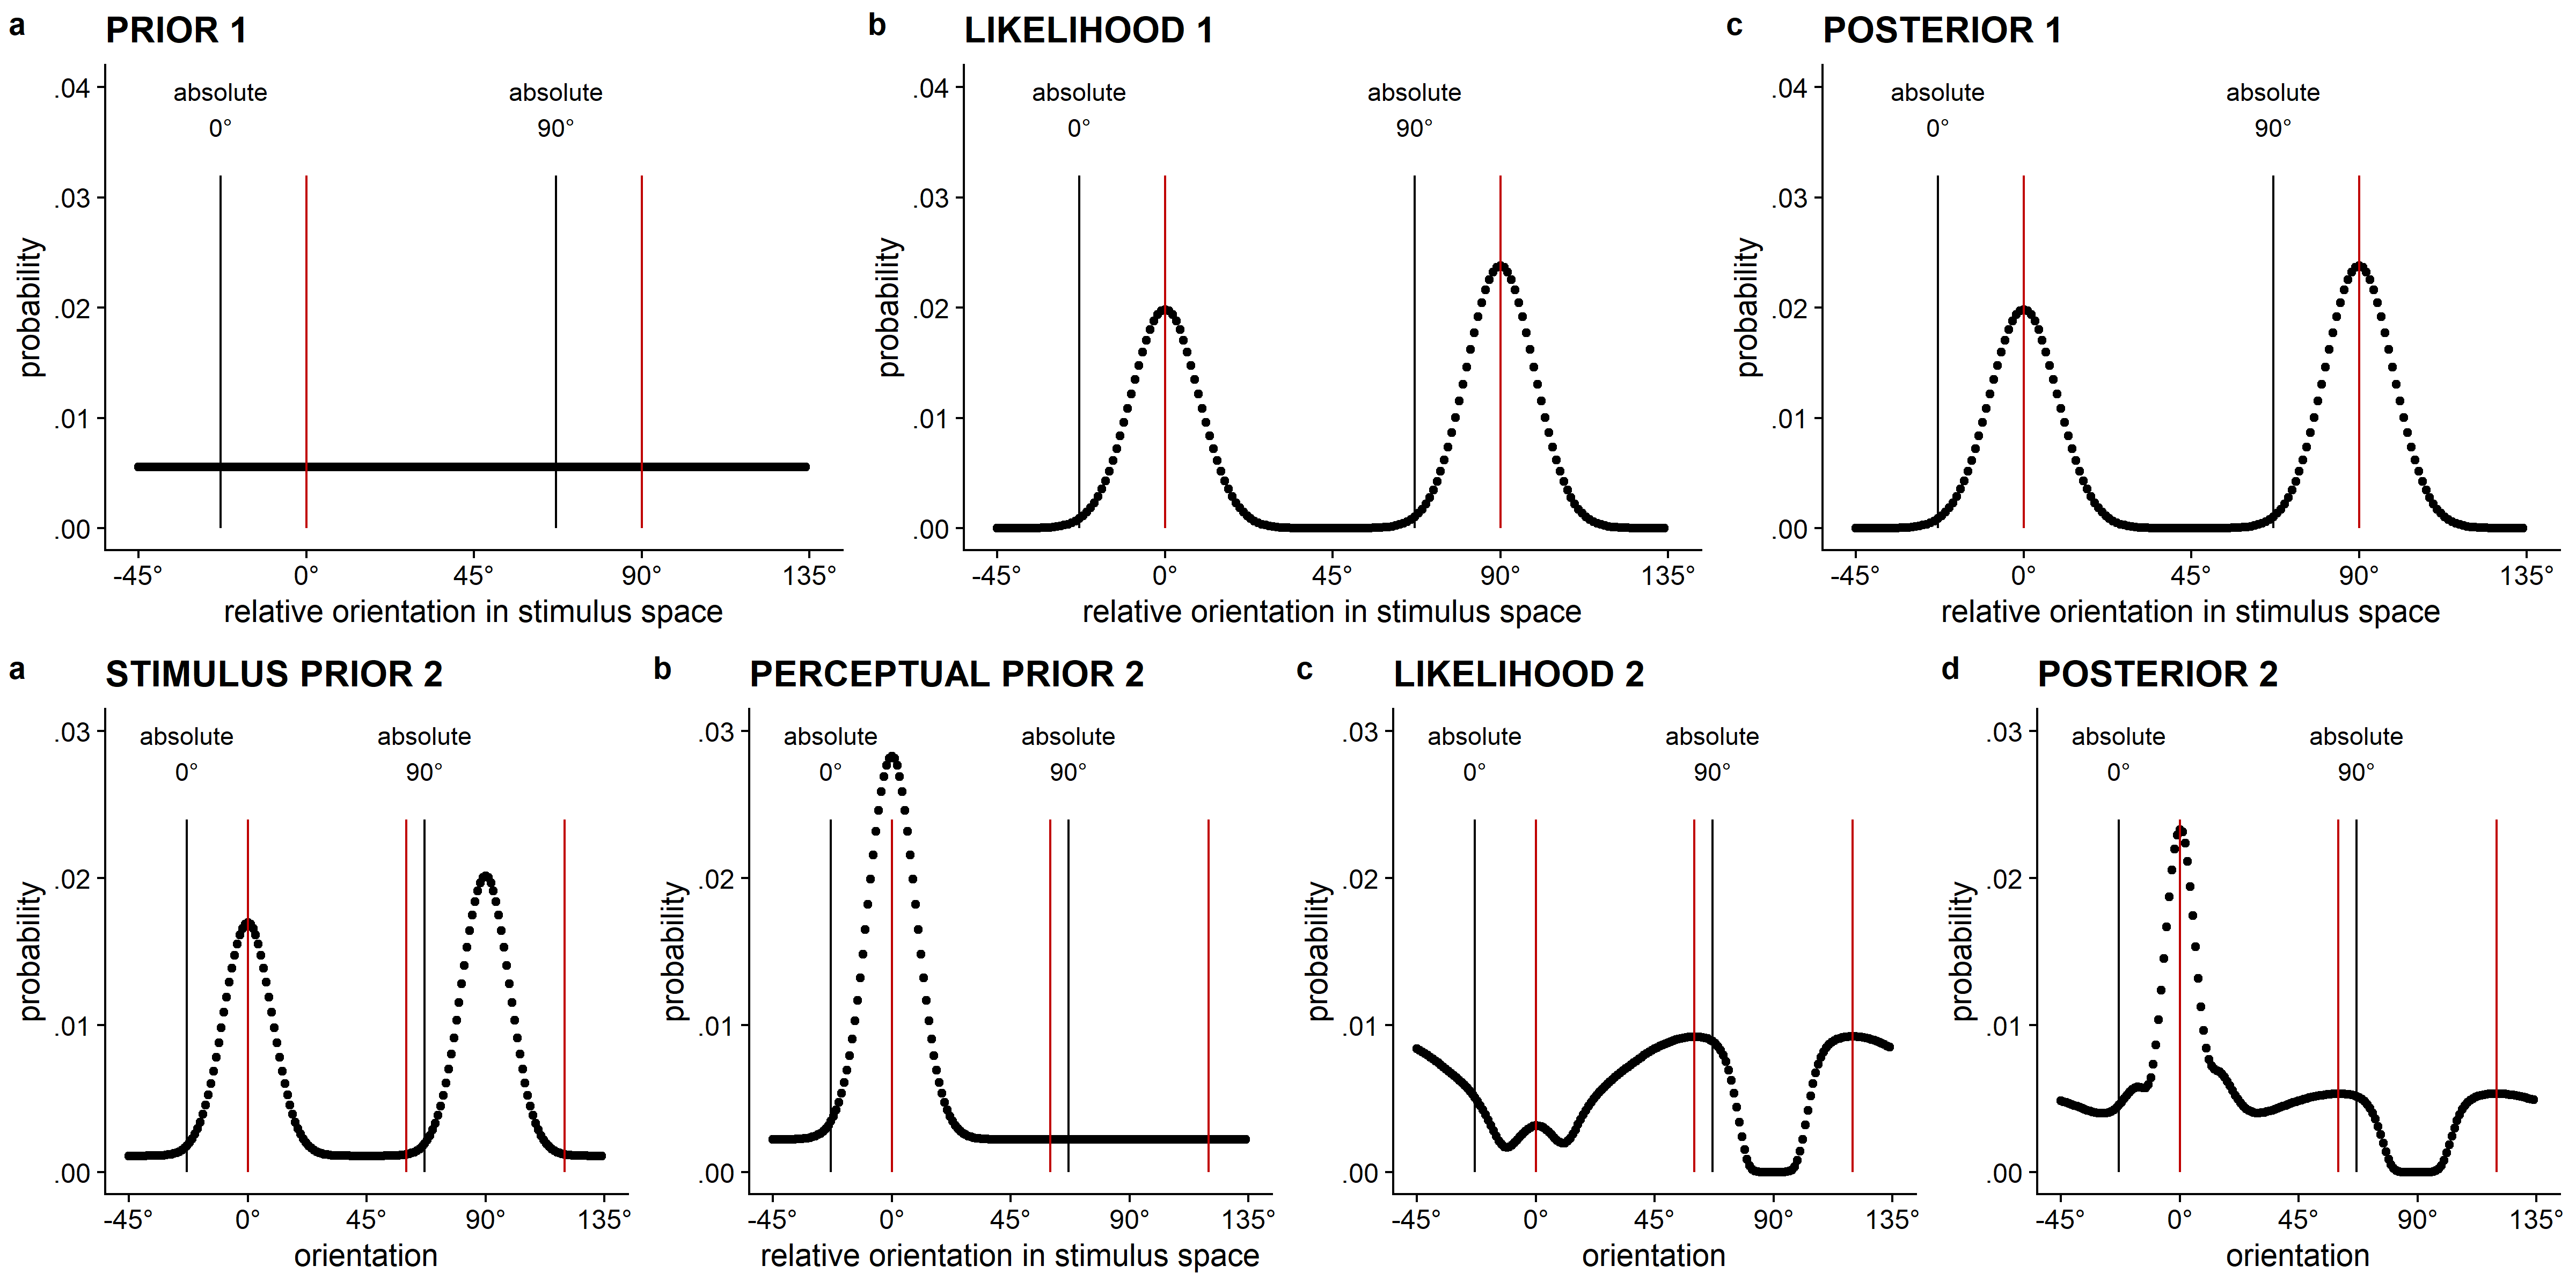 a PRIOR 1
absolute 0°
absolute 90°
.04
.03
.02
.01
.00
probability
-45° 0° 45° 90° 135°
relative orientation in stimulus space
b LIKELIHOOD 1
absolute 0°
absolute 90°
.04
.03
.02
.01
.00
probability
-45° 0° 45° 90° 135°
relative orientation in stimulus space
c POSTERIOR 1
absolute 0°
absolute 90°
.04
.03
.02
.01
.00
probability
-45° 0° 45° 90° 135°
relative orientation in stimulus space
a STIMULUS PRIOR 2
absolute 0°
absolute 90°
.03
.02
.01
.00
probability
-45° 0° 45° 90° 135°
orientation
b PERCEPTUAL PRIOR 2
absolute 0°
absolute 90°
.03
.02
.01
.00
probability
-45° 0° 45° 90° 135°
relative orientation in stimulus space
c LIKELIHOOD 2
absolute 0°
absolute 90°
.03
.02
.01
.00
probability
-45° 0° 45° 90° 135°
orientation
d POSTERIOR 2
absolute 0°
absolute 90°
.03
.02
.01
.00
probability
-45° 0° 45° 90° 135°
orientation